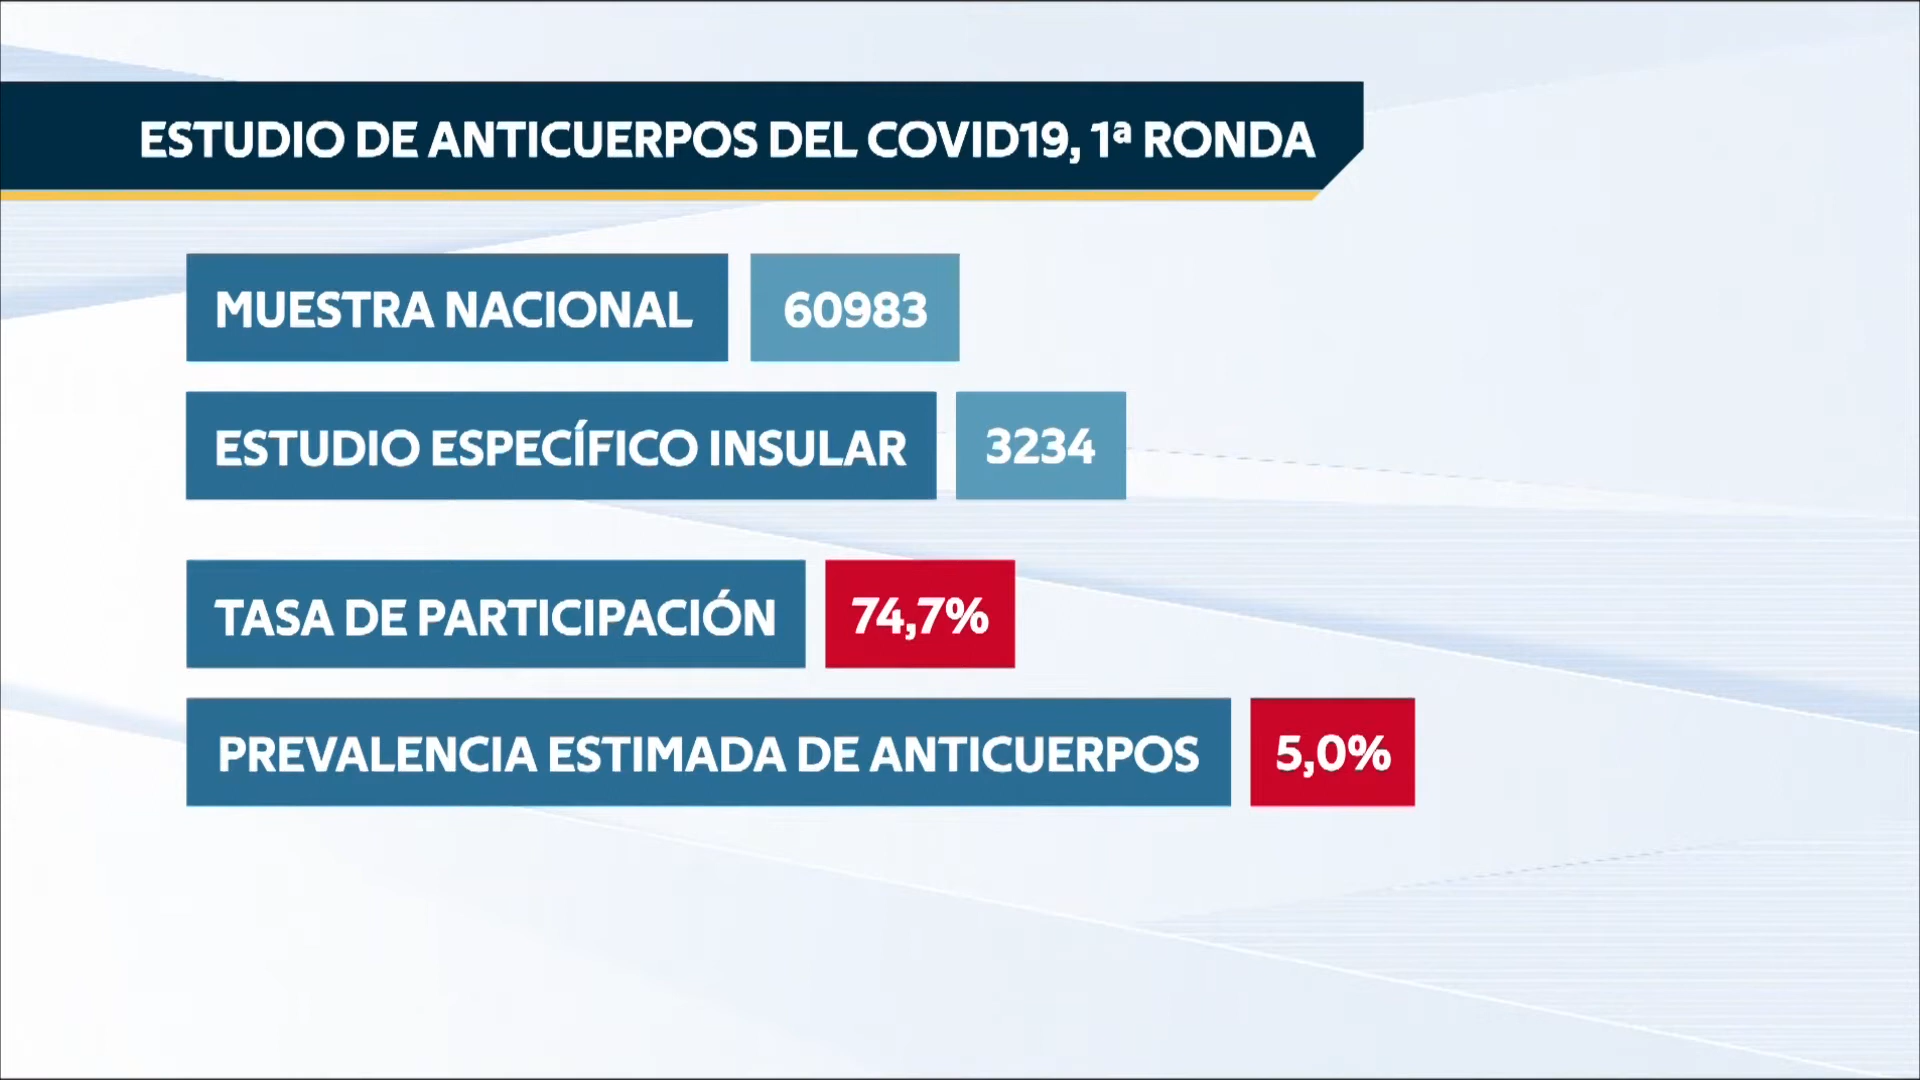 ESTUDIO DE ANTICUERPOS DEL COVID19, 1ª RONDA
MUESTRA NACIONAL 60983
ESTUDIO ESPECÍFICO INSULAR 3234
TASA DE PARTICIPACIÓN 74,7%
PREVALENCIA ESTIMADA DE ANTICUERPOS 5,0%